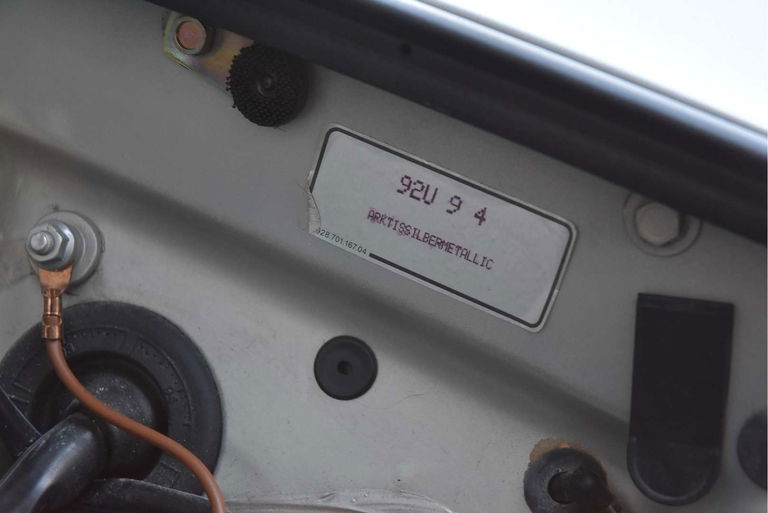 92U 9 4
ARKTISSILBERMETALLIC
928.701.167.04